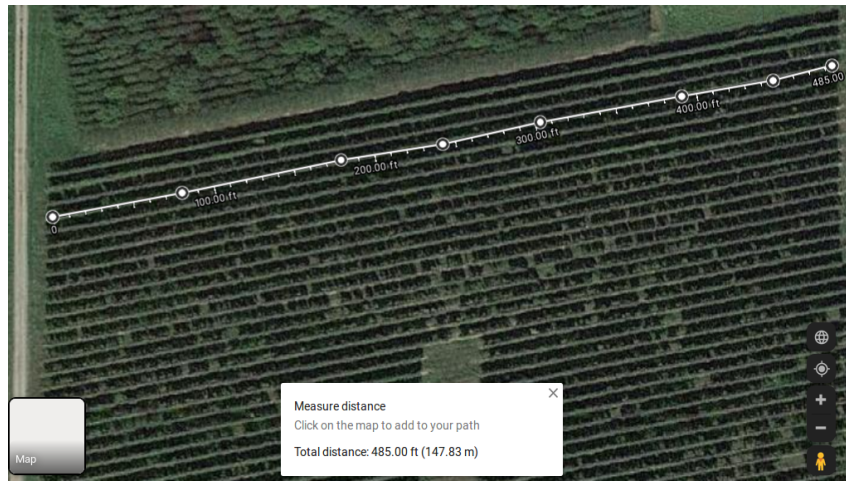 485.00
400.00 ft
300.00 ft
200.00 ft
100.00 ft
0
Measure distance
Click on the map to add to your path
Total distance: 485.00 ft (147.83 m)
Map